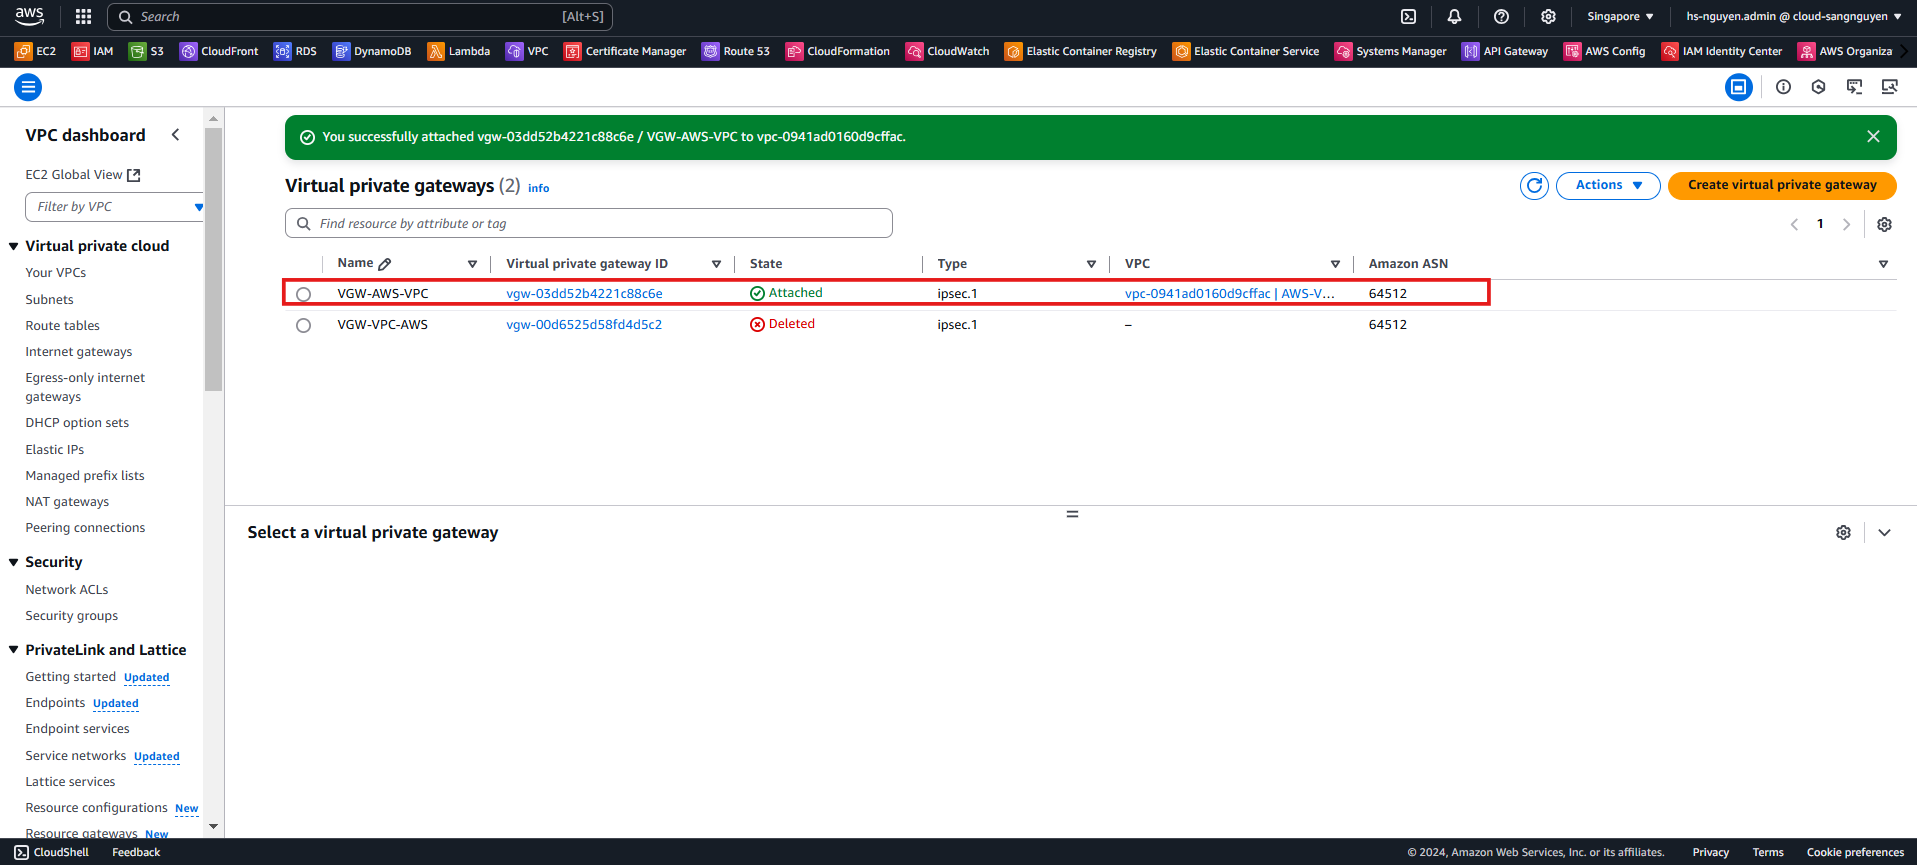 aws
Search [Alt+S]
Singapore
hs-nguyen.admin @ cloud-sangnguyen
EC2 IAM S3 CloudFront RDS DynamoDB Lambda VPC Certificate Manager Route 53 CloudFormation CloudWatch Elastic Container Registry Elastic Container Service Systems Manager API Gateway AWS Config IAM Identity Center AWS Organiza
VPC dashboard
EC2 Global View
Filter by VPC
Virtual private cloud
Your VPCs
Subnets
Route tables
Internet gateways
Egress-only internet
gateways
DHCP option sets
Elastic IPs
Managed prefix lists
NAT gateways
Peering connections
Security
Network ACLs
Security groups
PrivateLink and Lattice
Getting started Updated
Endpoints Updated
Endpoint services
Service networks Updated
Lattice services
Resource configurations New
Resource gateways New
You successfully attached vgw-03dd52b4221c88c6e / VGW-AWS-VPC to vpc-0941ad0160d9cffac.
Virtual private gateways (2) info
Actions
Create virtual private gateway
Find resource by attribute or tag
1
Name Virtual private gateway ID State Type VPC Amazon ASN
VGW-AWS-VPC vgw-03dd52b4221c88c6e Attached ipsec.1 vpc-0941ad0160d9cffac | AWS-V... 64512
VGW-VPC-AWS vgw-00d6525d58fd4d5c2 Deleted ipsec.1 – 64512
Select a virtual private gateway
CloudShell Feedback
© 2024, Amazon Web Services, Inc. or its affiliates. Privacy Terms Cookie preferences